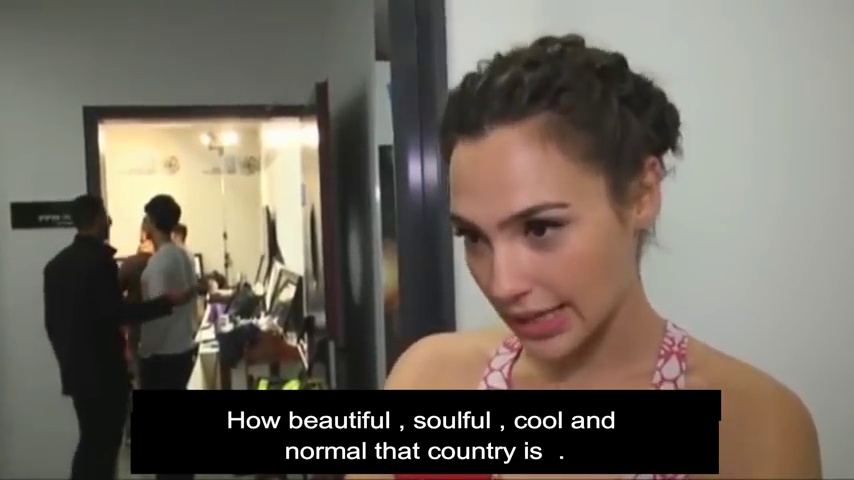 How beautiful , soulful , cool and
normal that country is  .